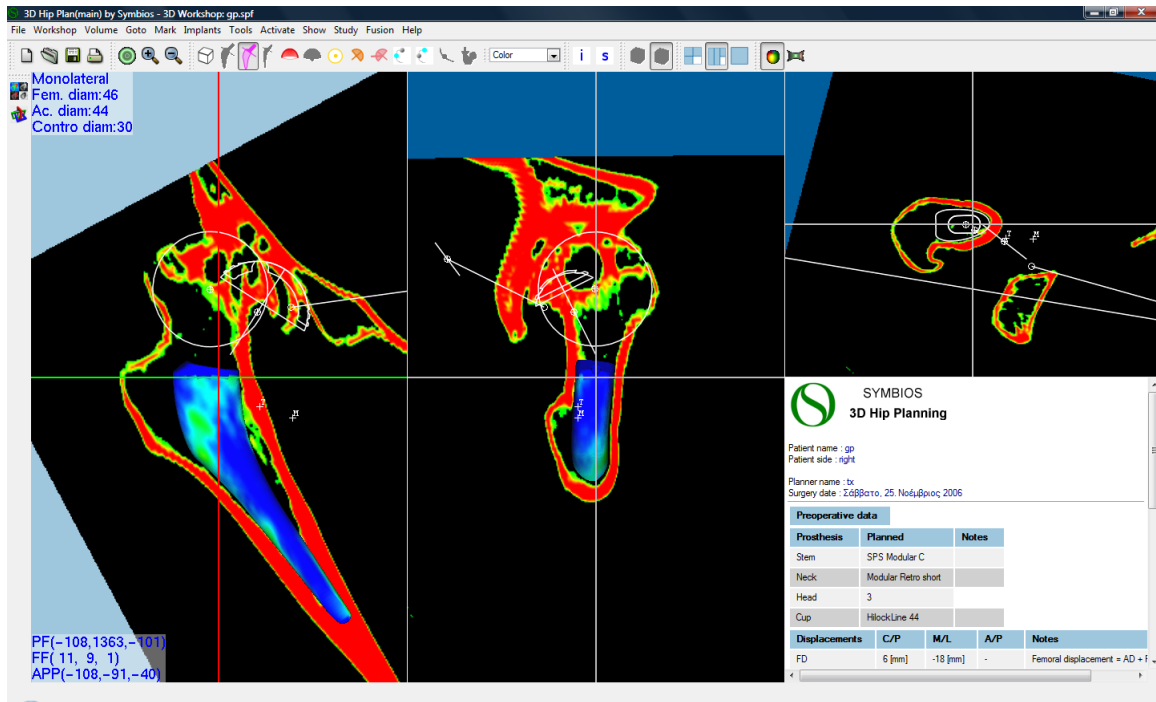 3D Hip Plan(main) by Symbios - 3D Workshop: gp.spf
File Workshop Volume Goto Mark Implants Tools Activate Show Study Fusion Help
Color
i s
Monolateral
Fem. diam:46
Ac. diam:44
Contro diam:30
PF(-108,1363,-101)
FF( 11, 9, 1)
APP(-108,-91,-40)
SYMBIOS
3D Hip Planning
Patient name : gp
Patient side : right
Planner name : tx
Surgery date : Σάββατο, 25. Νοέμβριος 2006
Preoperative data
Prosthesis Planned Notes
Stem SPS Modular C
Neck Modular Retro short
Head 3
Cup HilockLine 44
Displacements C/P M/L A/P Notes
FD 6 [mm] -18 [mm] - Femoral displacement = AD + F